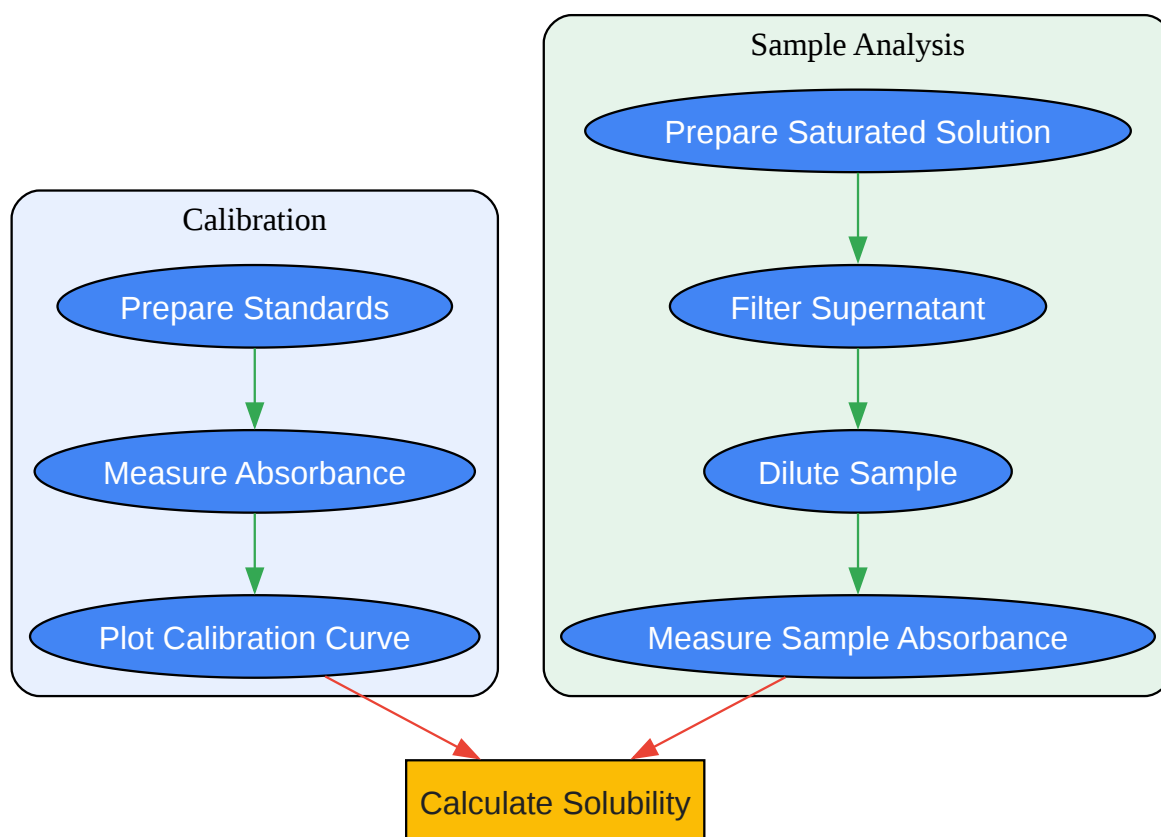 Calibration
Prepare Standards
Measure Absorbance
Plot Calibration Curve
Sample Analysis
Prepare Saturated Solution
Filter Supernatant
Dilute Sample
Measure Sample Absorbance
Calculate Solubility